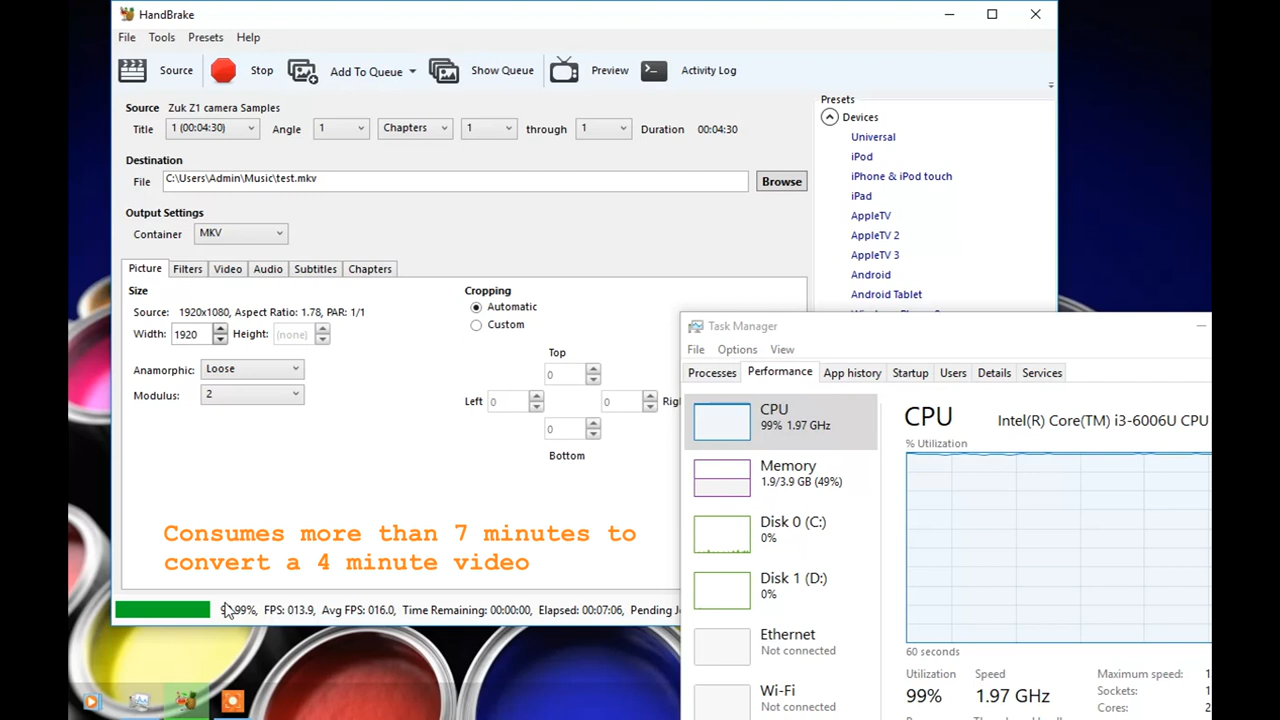 HandBrake
File Tools Presets Help
Source Stop Add To Queue Show Queue Preview Activity Log
Source Zuk Z1 camera Samples
Title 1 (00:04:30) Angle 1 Chapters 1 through 1 Duration 00:04:30
Destination
File C:\Users\Admin\Music\test.mkv Browse
Output Settings
Container MKV
Picture Filters Video Audio Subtitles Chapters
Size
Source: 1920x1080, Aspect Ratio: 1.78, PAR: 1/1
Width: 1920 Height: (none)
Anamorphic: Loose
Modulus: 2
Cropping
Automatic
Custom
Top
0
Left 0 0
0
Bottom
Consumes more than 7 minutes to
convert a 4 minute video
FPS: 013.9, Avg FPS: 016.0, Time Remaining: 00:00:00, Elapsed: 00:07:06, Pending
Presets
Devices
Universal
iPod
iPhone & iPod touch
iPad
AppleTV
AppleTV 2
AppleTV 3
Android
Android Tablet
Task Manager
File Options View
Processes Performance App history Startup Users Details Services
CPU
99% 1.97 GHz
Memory
1.9/3.9 GB (49%)
Disk 0 (C:)
0%
Disk 1 (D:)
0%
Ethernet
Not connected
Wi-Fi
Not connected
CPU Intel(R) Core(TM) i3-6006U CPU
% Utilization
60 seconds
Utilization Speed
99% 1.97 GHz
Maximum speed:
Sockets:
Cores: